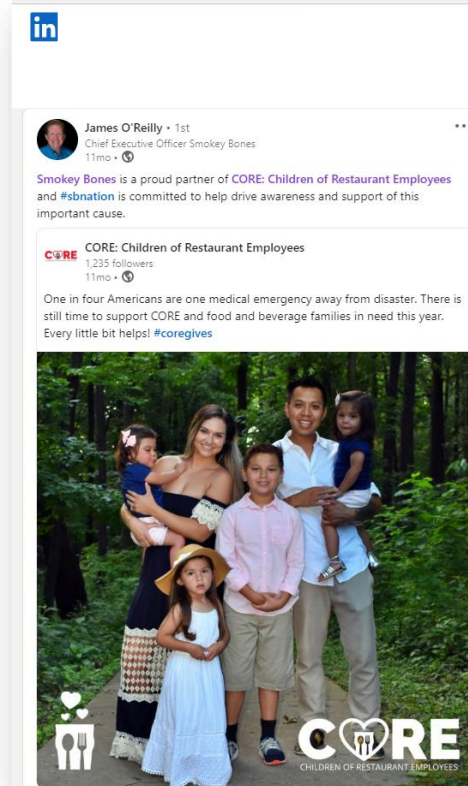 in
James O'Reilly • 1st
Chief Executive Officer Smokey Bones
11mo •
Smokey Bones is a proud partner of CORE: Children of Restaurant Employees
and #sbnation is committed to help drive awareness and support of this
important cause.
CORE
CORE: Children of Restaurant Employees
1,235 followers
11mo •
One in four Americans are one medical emergency away from disaster. There is
still time to support CORE and food and beverage families in need this year.
Every little bit helps! #coregives
CORE
CHILDREN OF RESTAURANT EMPLOYEES